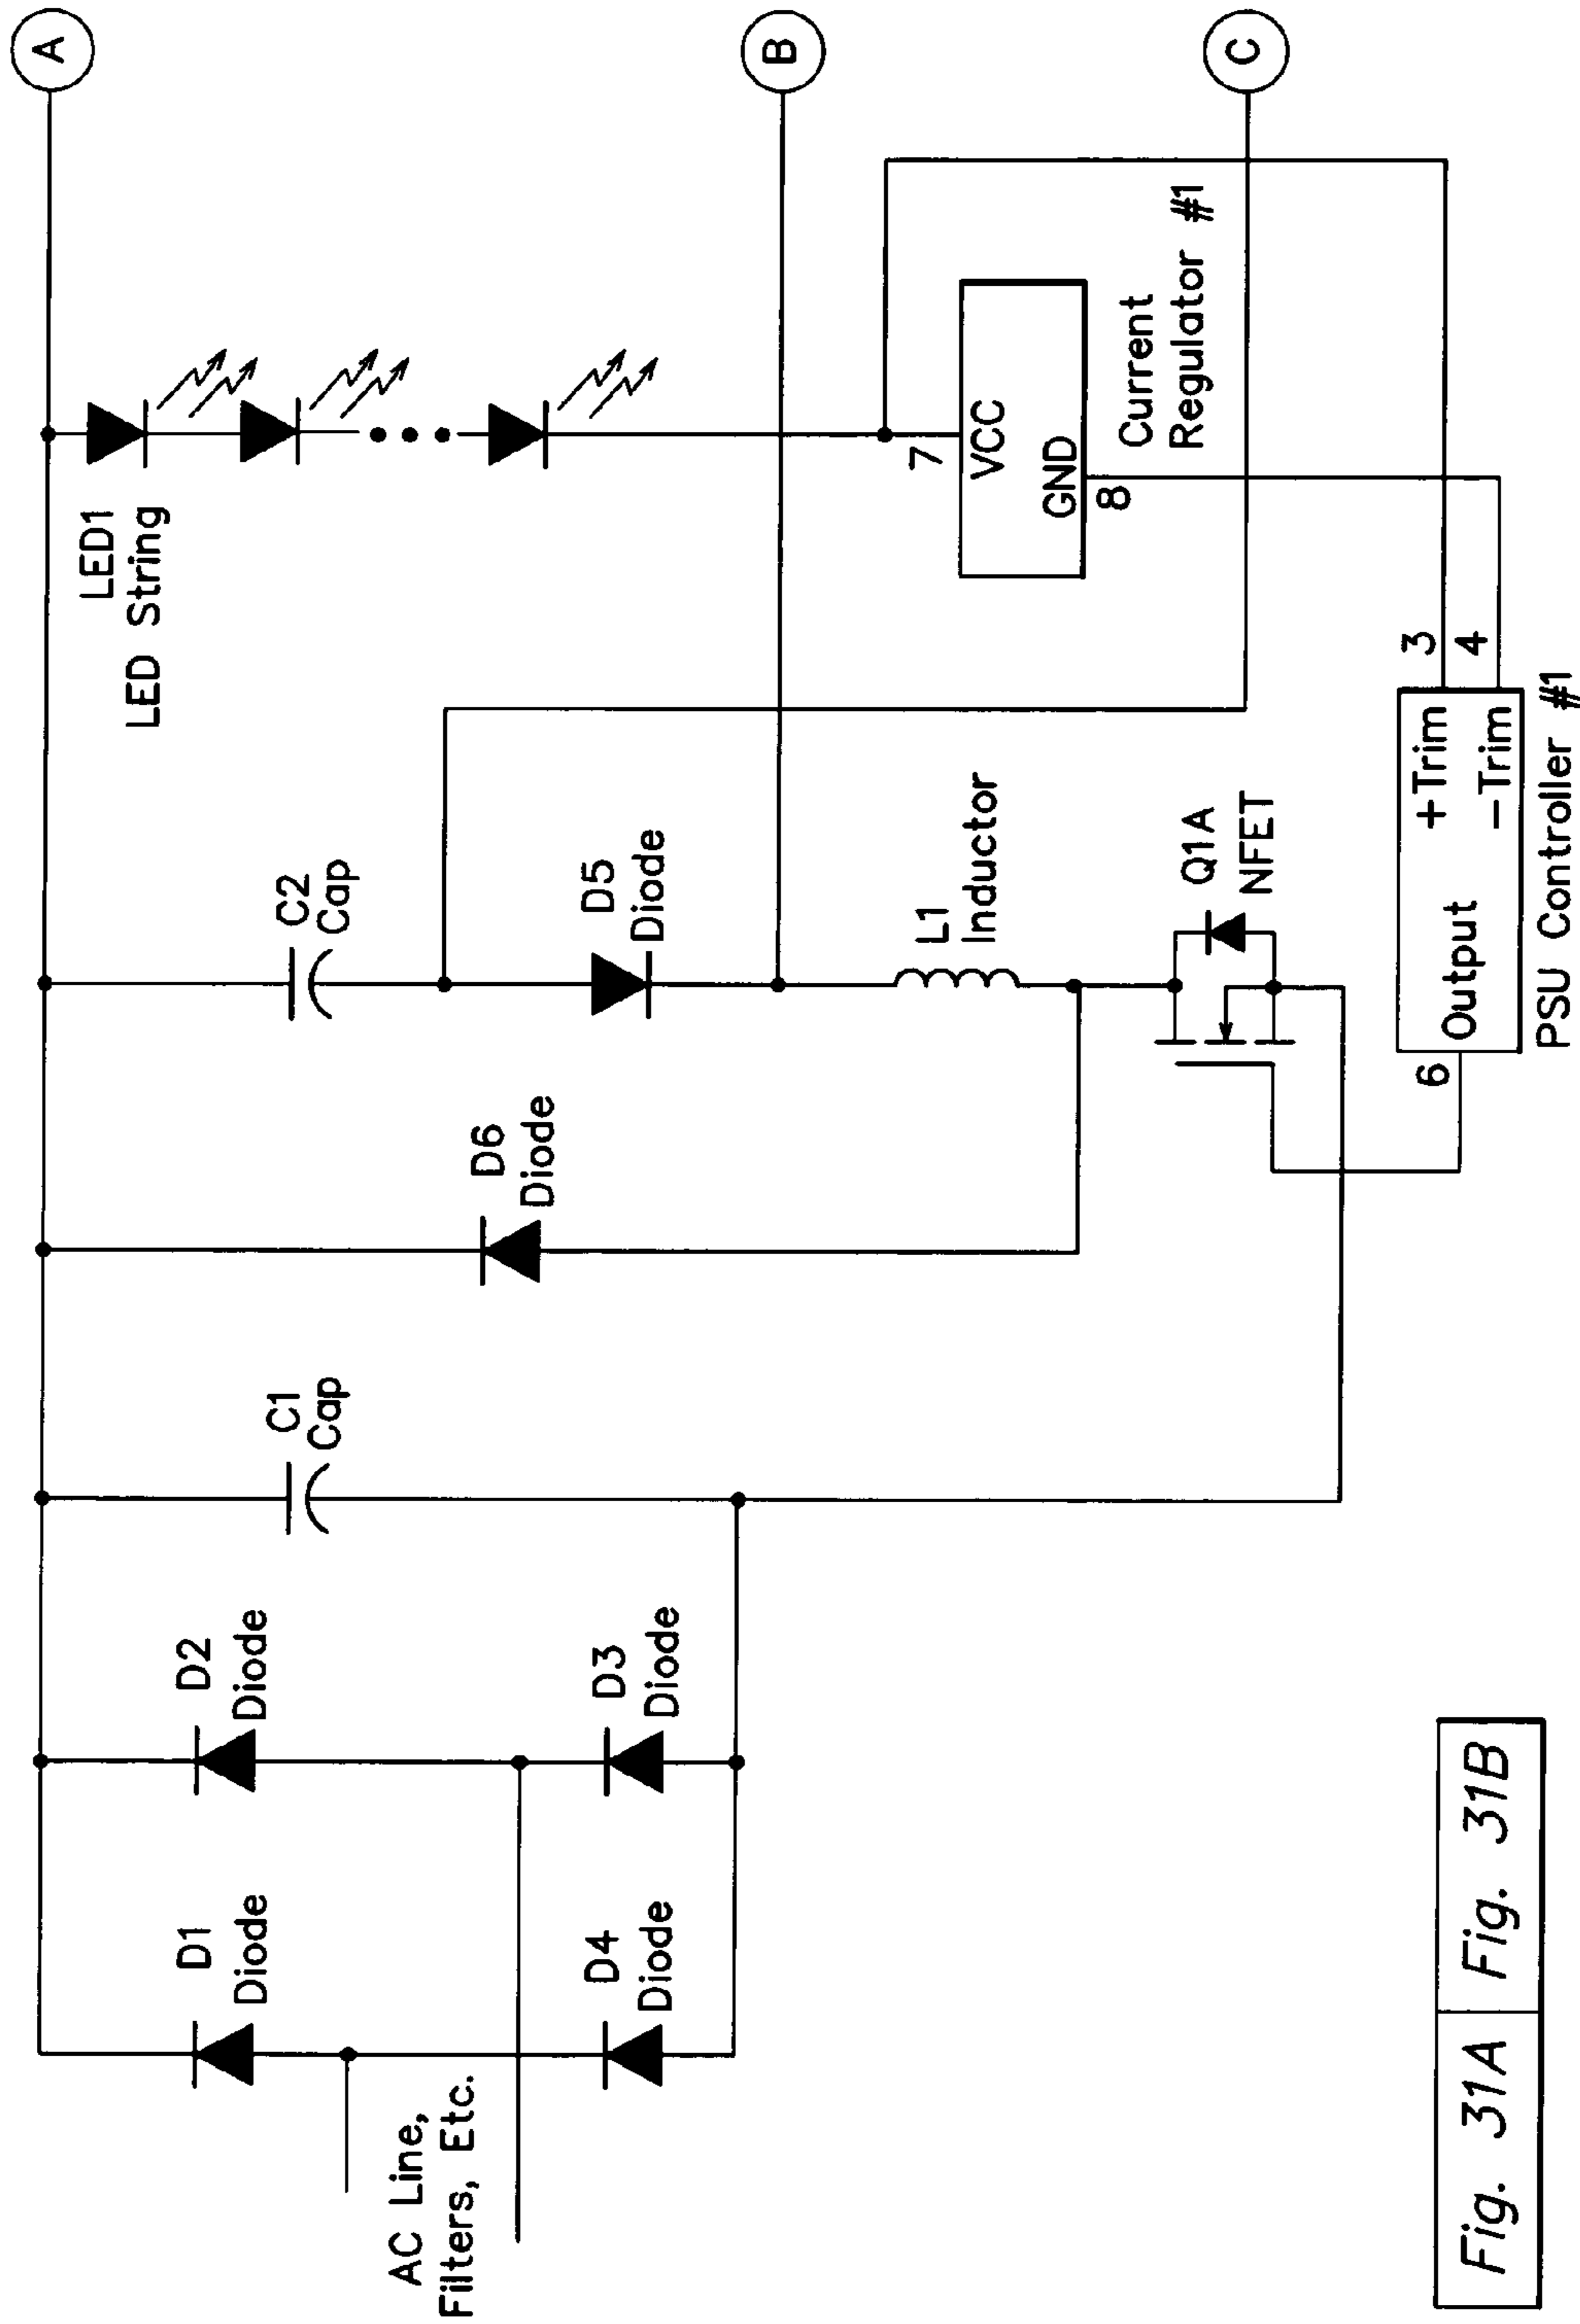 A
B
C
LED1
LED String
C2
Cap
D5
Diode
L1
Inductor
Q1A
NFET
D6
Diode
C1
Cap
D2
Diode
D3
Diode
D1
Diode
D4
Diode
AC Line,
Filters, Etc.
7
VCC
GND
8
Current
Regulator #1
3
4
+Trim
-Trim
Output
6
PSU Controller #1
Fig. 31A
Fig. 31B